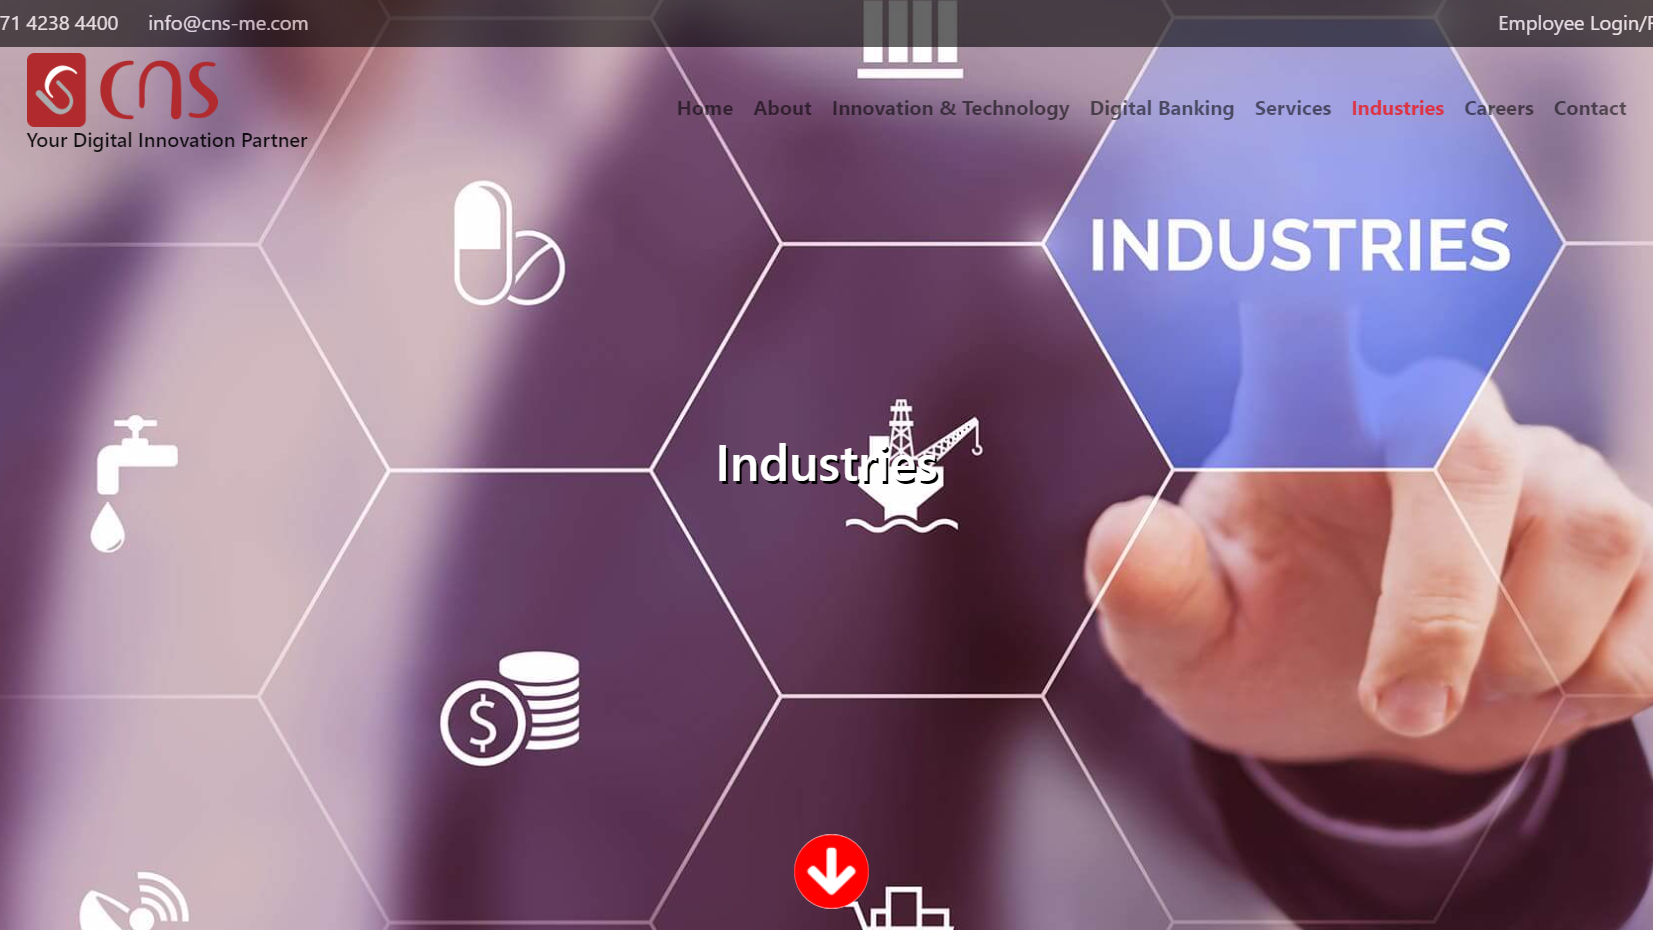 71 4238 4400
info@cns-me.com
Employee Login/
cns
Your Digital Innovation Partner
Home
About
Innovation & Technology
Digital Banking
Services
Industries
Careers
Contact
INDUSTRIES
Industries
$